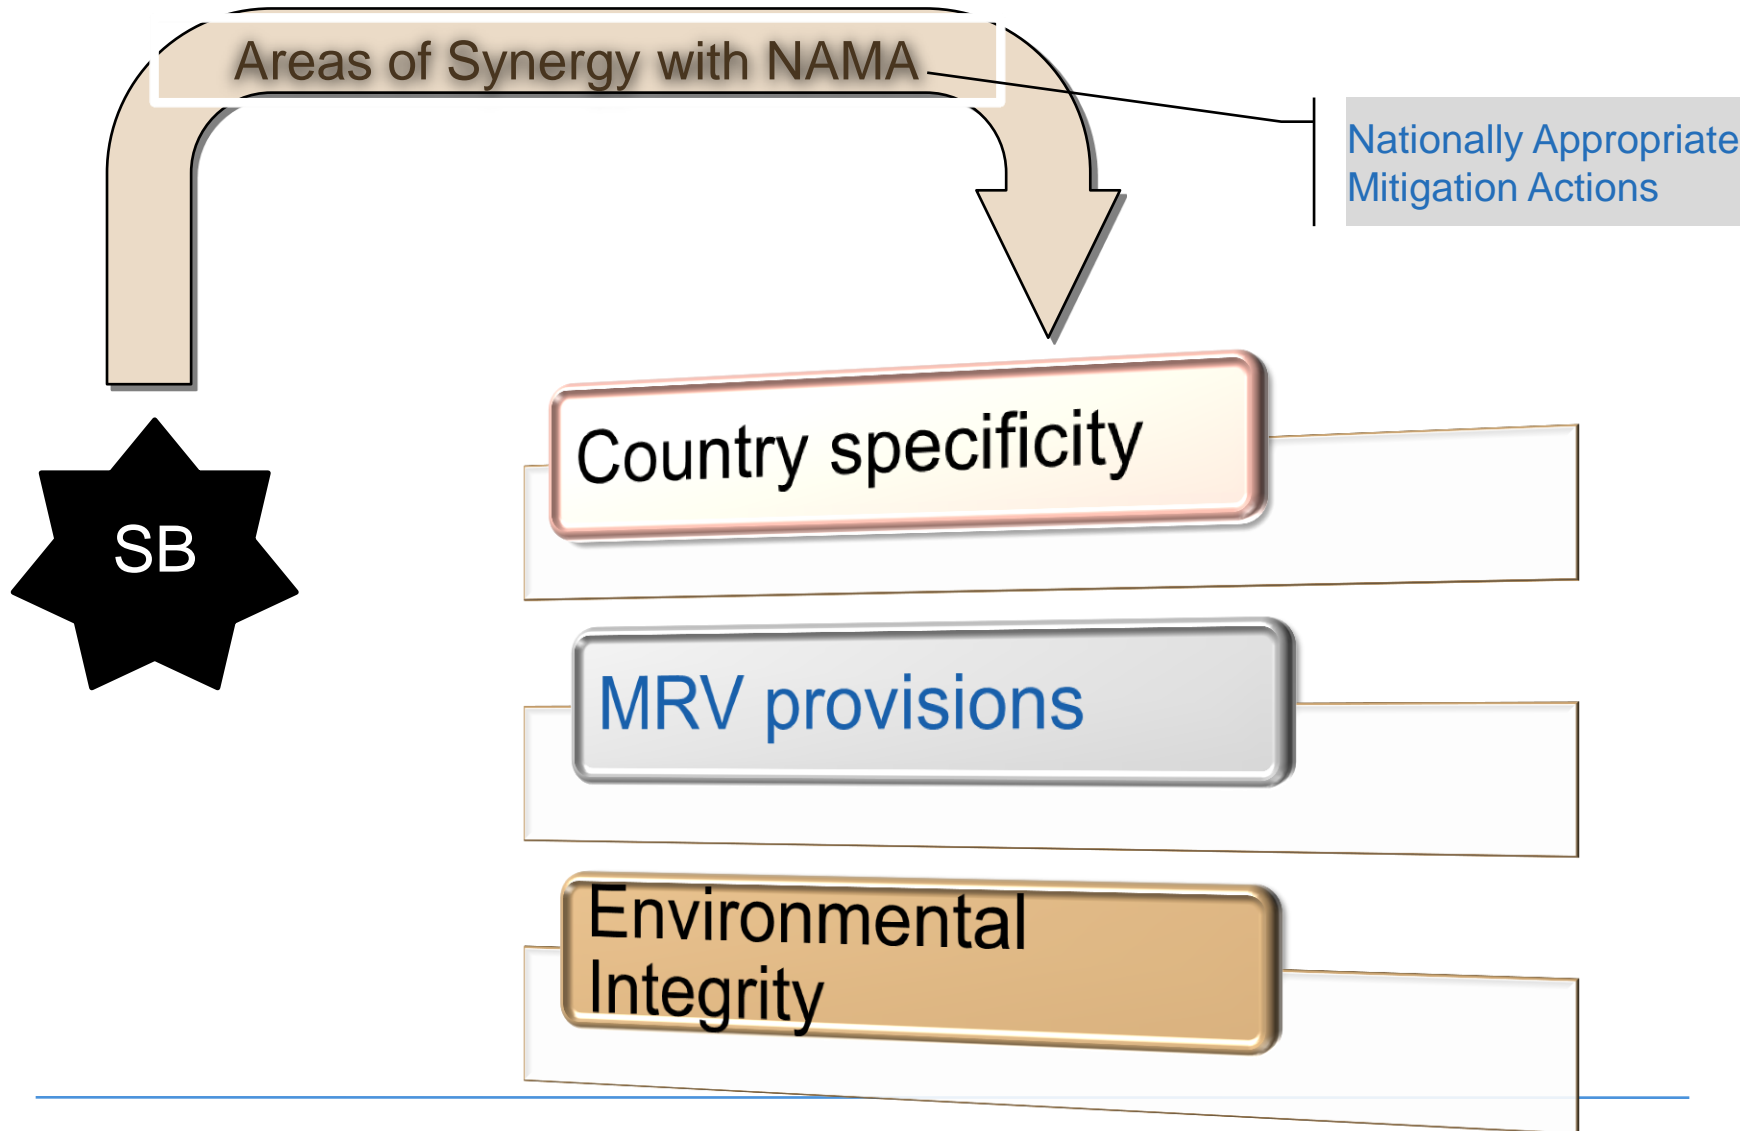 Areas of Synergy with NAMA
Nationally Appropriate
Mitigation Actions
Country specificity
SB
MRV provisions
Environmental
Integrity